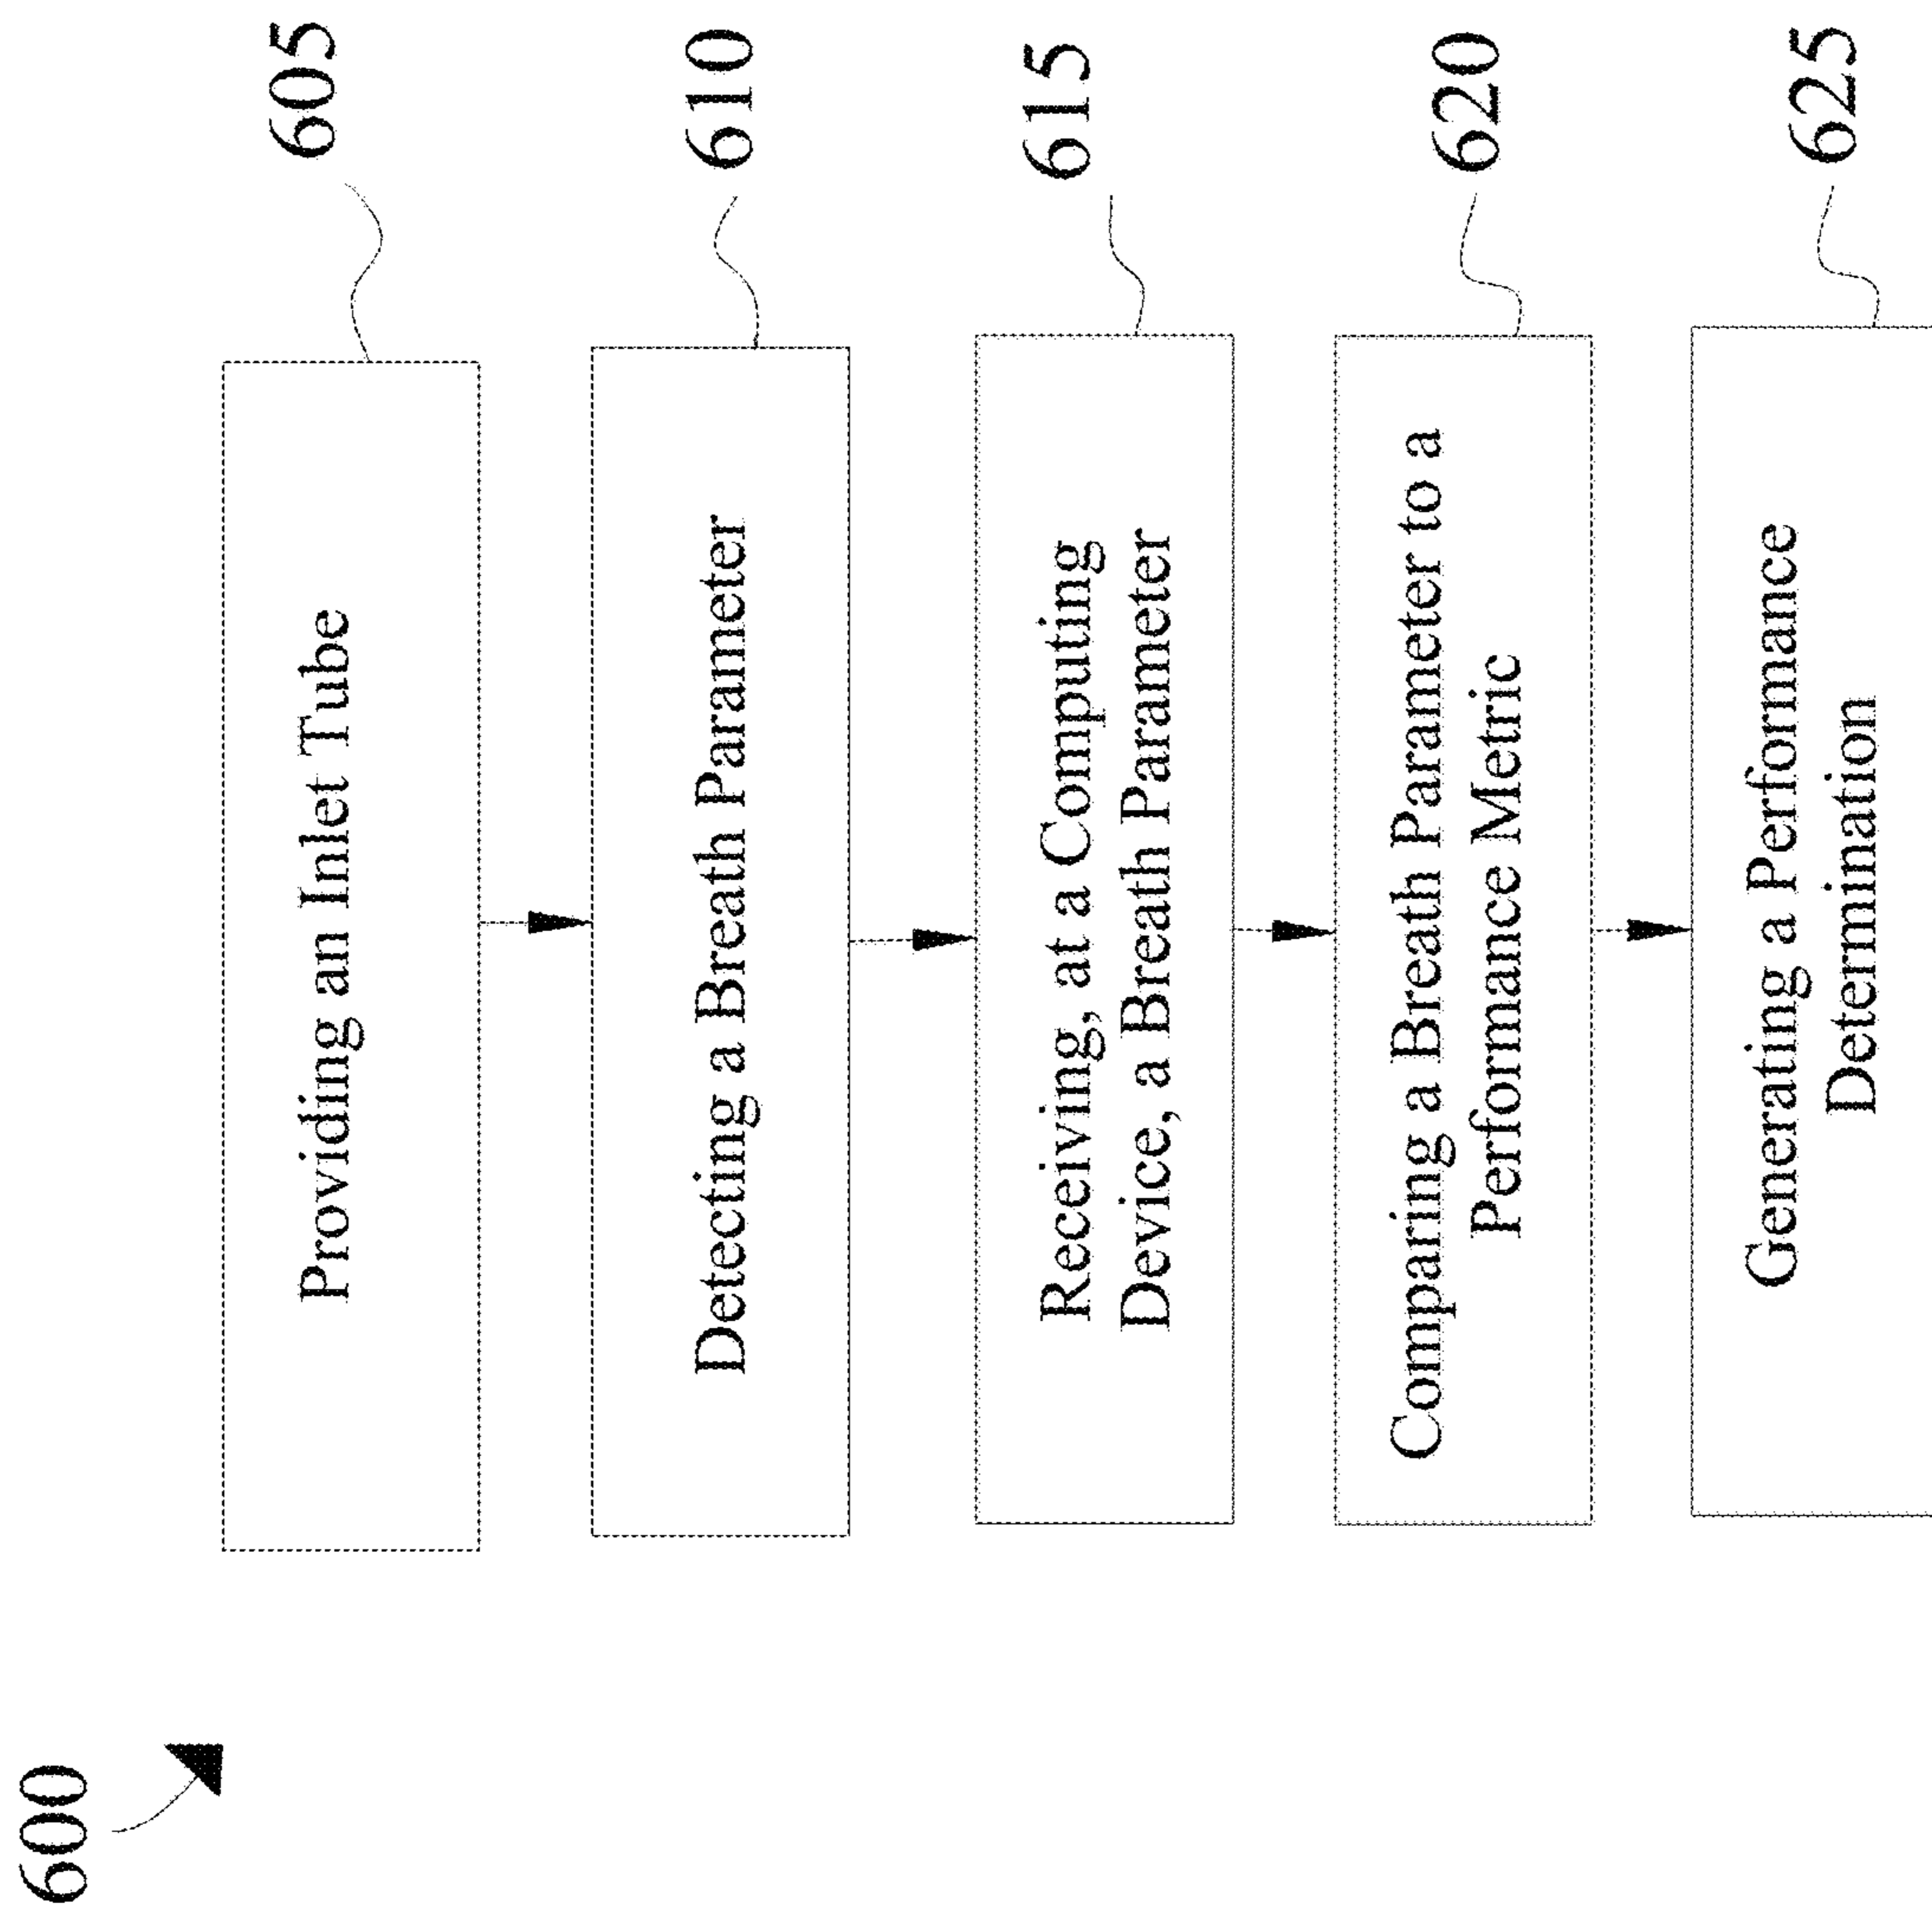 600
Providing an Inlet Tube
605
Detecting a Breath Parameter
610
Receiving, at a Computing
Device, a Breath Parameter
615
Comparing a Breath Parameter to a
Performance Metric
620
Generating a Performance
Determination
625